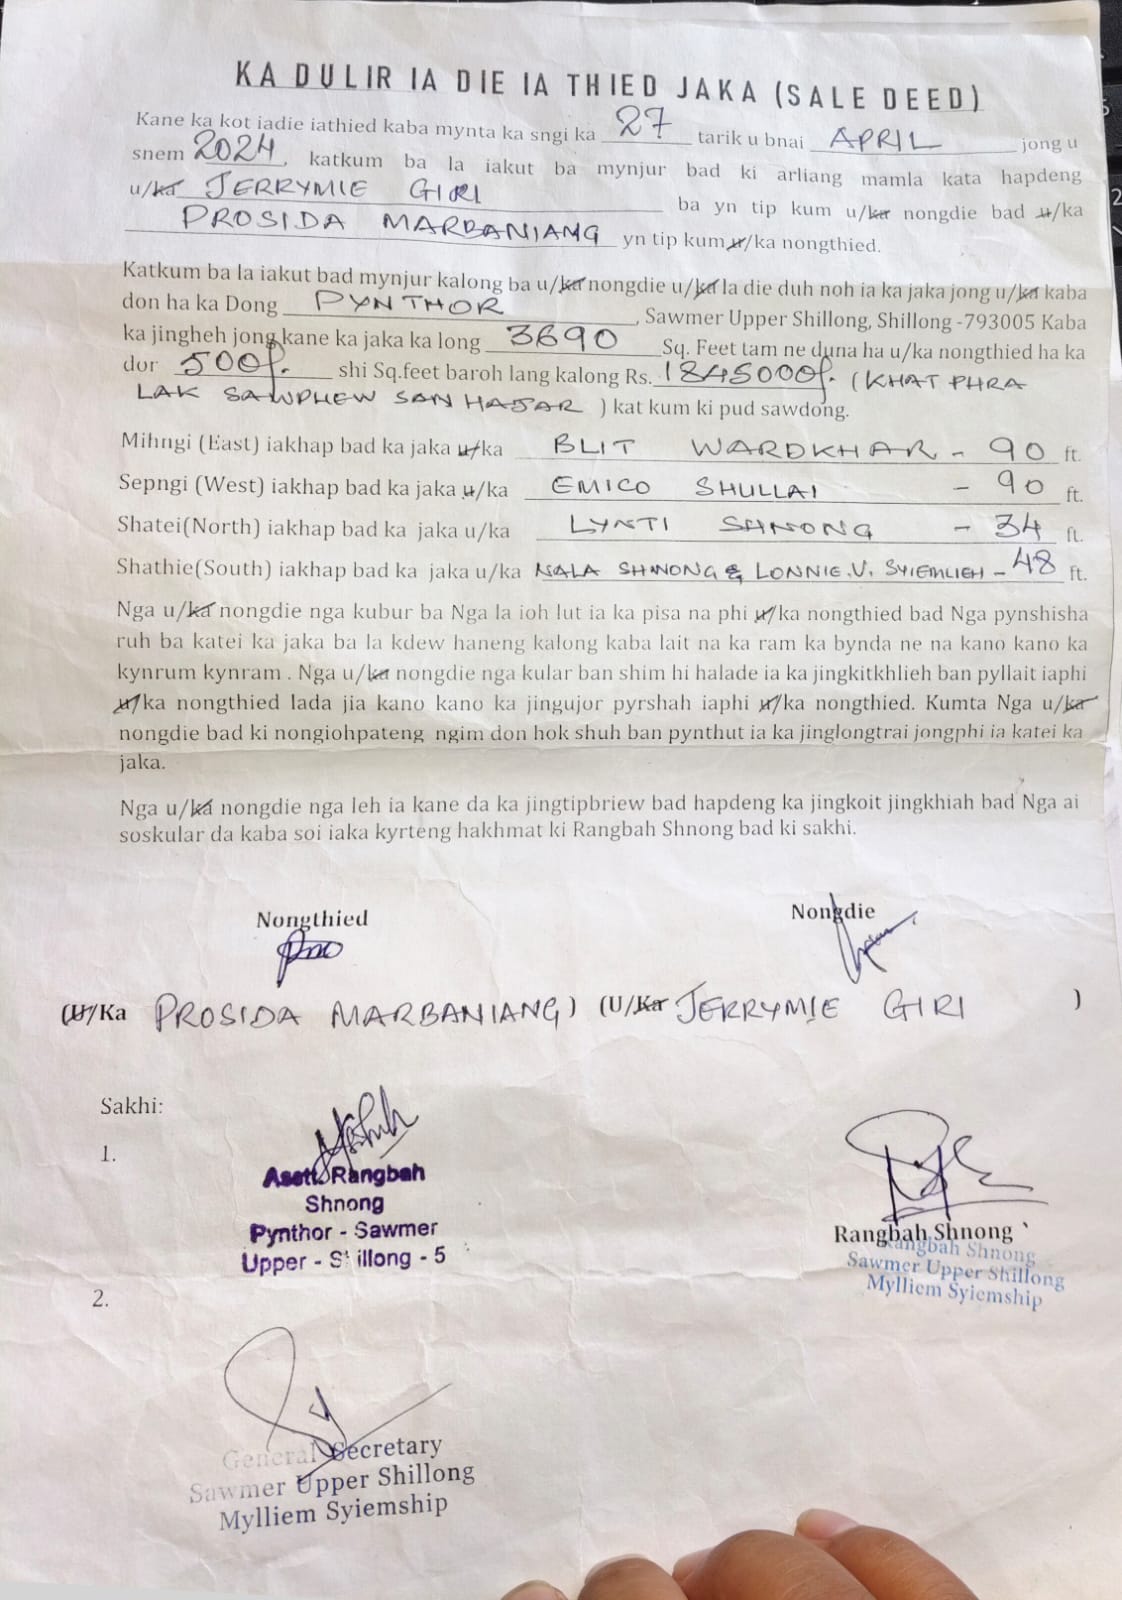 KA DULIR IA DIE IA THIED JAKA (SALE DEED)
Kane ka kot iadie iathied kaba mynta ka sngi ka 27 tarik u bnai APRIL jong u
snem 2024, katkum ba la iakut ba mynjur bad ki arliang mamla kata hapdeng
u/ka JERRYMIE GIRI ba yn tip kum u/ka nongdie bad u/ka
PROSIDA MARBANIANG yn tip kum u/ka nongthied.
Katkum ba la iakut bad mynjur kalong ba u/ka nongdie u/ka la die duh noh ia ka jaka jong u/ka kaba
don ha ka Dong PYNTHOR, Sawmer Upper Shillong, Shillong -793005 Kaba
ka jingheh jong kane ka jaka ka long 3690 Sq. Feet tam ne duna ha u/ka nongthied ha ka
dor 500/- shi Sq.feet baroh lang kalong Rs. 1845000/- (KHAT PHRA
LAK SAWPHEW SAN HAJAR ) kat kum ki pud sawdong.
Mihngi (East) iakhap bad ka jaka u/ka BLIT WARDKHAR - 90 ft.
Sepngi (West) iakhap bad ka jaka u/ka EMICO SHULLAI - 90 ft.
Shatei(North) iakhap bad ka jaka u/ka LYNTI SHNONG - 34 ft.
Shathie(South) iakhap bad ka jaka u/ka NALA SHNONG & LONNIE.V. SYIEMLIEH - 48 ft.
Nga u/ka nongdie nga kubur ba Nga la ioh lut ia ka pisa na phi u/ka nongthied bad Nga pynshisha
ruh ba katei ka jaka ba la kdew haneng kalong kaba lait na ka ram ka bynda ne na kano kano ka
kynrum kynram . Nga u/ka nongdie nga kular ban shim hi halade ia ka jingkitkhlieh ban pyllait iaphi
u/ka nongthied lada jia kano kano ka jingujor pyrshah iaphi u/ka nongthied. Kumta Nga u/ka
nongdie bad ki nongiohpateng ngim don hok shuh ban pynthut ia ka jinglongtrai jongphi ia katei ka
jaka.
Nga u/ka nongdie nga leh ia kane da ka jingtipbriew bad hapdeng ka jingkoit jingkhiah bad Nga ai
soskular da kaba soi iaka kyrteng hakhmat ki Rangbah Shnong bad ki sakhi.
Nongthied Nongdie
(U/Ka PROSIDA MARBANIANG) (U/Ka JERRYMIE GIRI )
Sakhi:
1.
Asstt. Rangbah
Shnong
Pynthor - Sawmer
Upper - Shillong - 5
Rangbah Shnong
Rangbah Shnong
Sawmer Upper Shillong
Mylliem Syiemship
2.
General Secretary
Sawmer Upper Shillong
Mylliem Syiemship